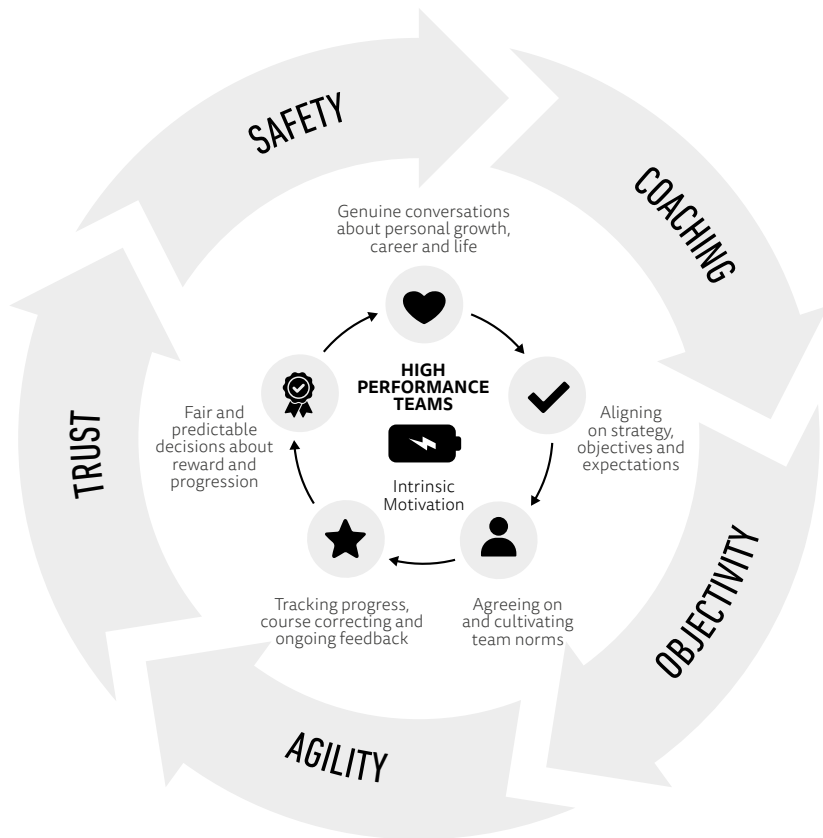 SAFETY
COACHING
Genuine conversations
about personal growth,
career and life
HIGH
PERFORMANCE
TEAMS
Fair and
predictable
decisions about
reward and
progression
Aligning
on strategy,
objectives and
expectations
TRUST
Intrinsic
Motivation
Tracking progress,
course correcting and
ongoing feedback
Agreeing on
and cultivating
team norms
OBJECTIVITY
AGILITY